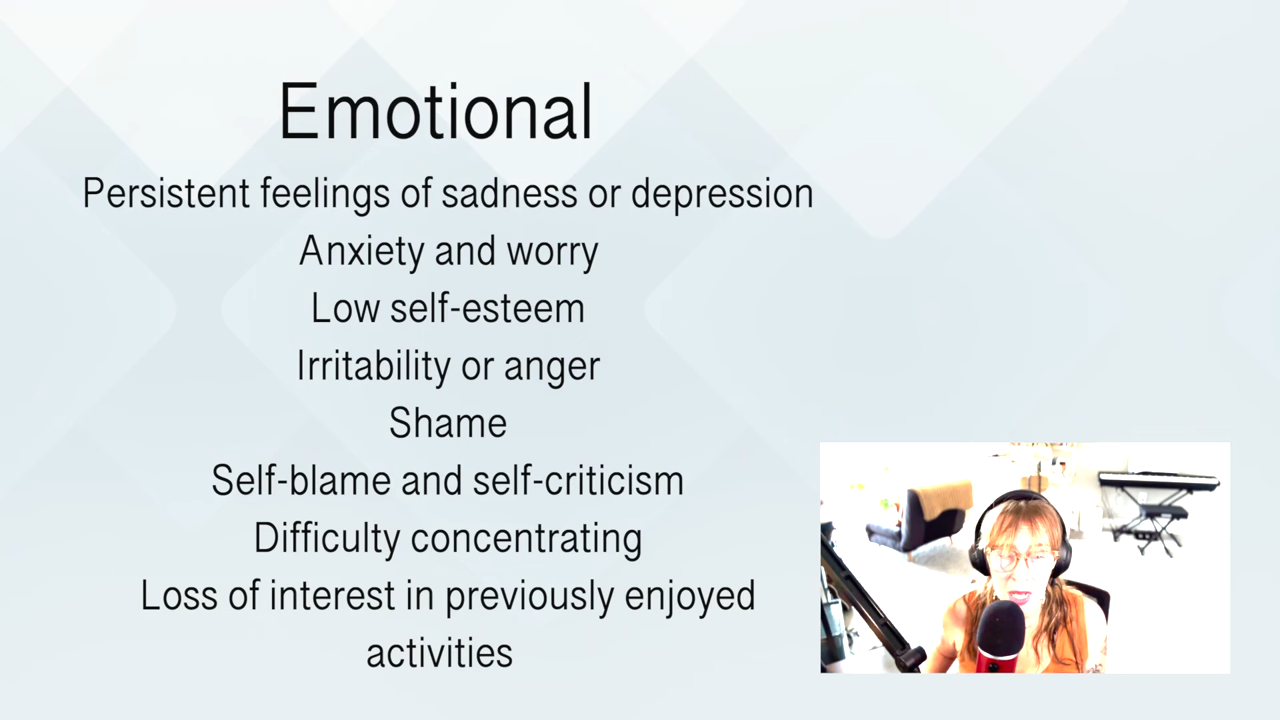 Emotional
Persistent feelings of sadness or depression
Anxiety and worry
Low self-esteem
Irritability or anger
Shame
Self-blame and self-criticism
Difficulty concentrating
Loss of interest in previously enjoyed
activities